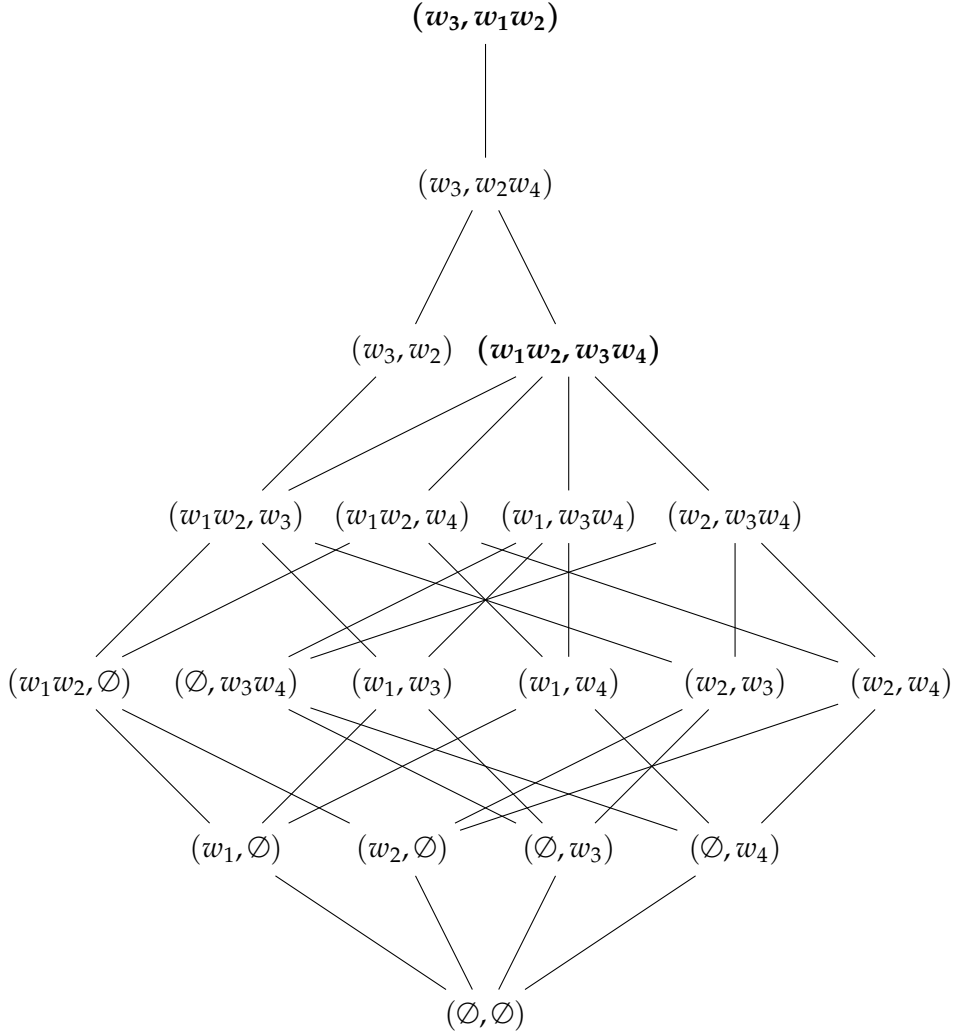 (w₃, w₁w₂)
(w₃, w₂w₄)
(w₃, w₂) (w₁w₂, w₃w₄)
(w₁w₂, w₃) (w₁w₂, w₄) (w₁, w₃w₄) (w₂, w₃w₄)
(w₁w₂, ∅) (∅, w₃w₄) (w₁, w₃) (w₁, w₄) (w₂, w₃) (w₂, w₄)
(w₁, ∅) (w₂, ∅) (∅, w₃) (∅, w₄)
(∅, ∅)